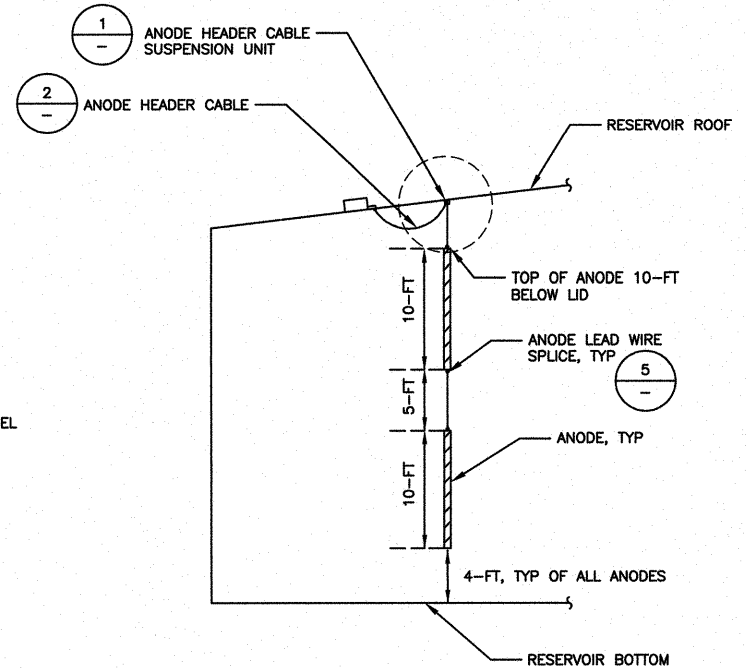 1
-
ANODE HEADER CABLE
SUSPENSION UNIT
2
-
ANODE HEADER CABLE
RESERVOIR ROOF
10-FT
TOP OF ANODE 10-FT
BELOW LID
ANODE LEAD WIRE
SPLICE, TYP
5
-
5-FT
EL
ANODE, TYP
10-FT
4-FT, TYP OF ALL ANODES
RESERVOIR BOTTOM